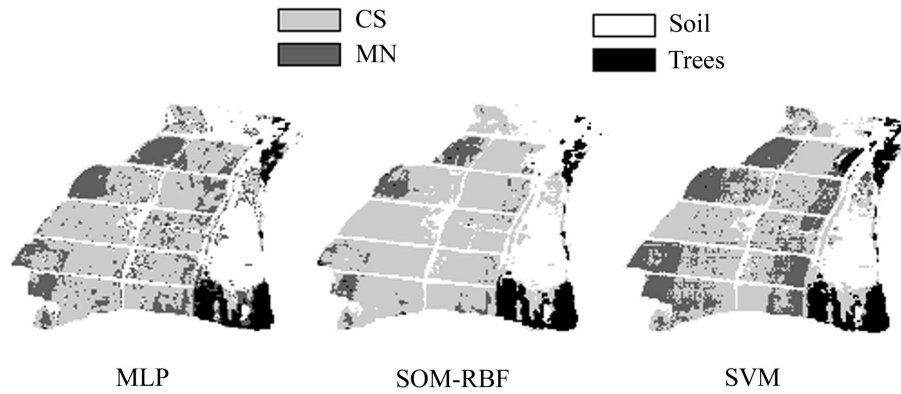 CS
Soil
MN
Trees
MLP
SOM-RBF
SVM